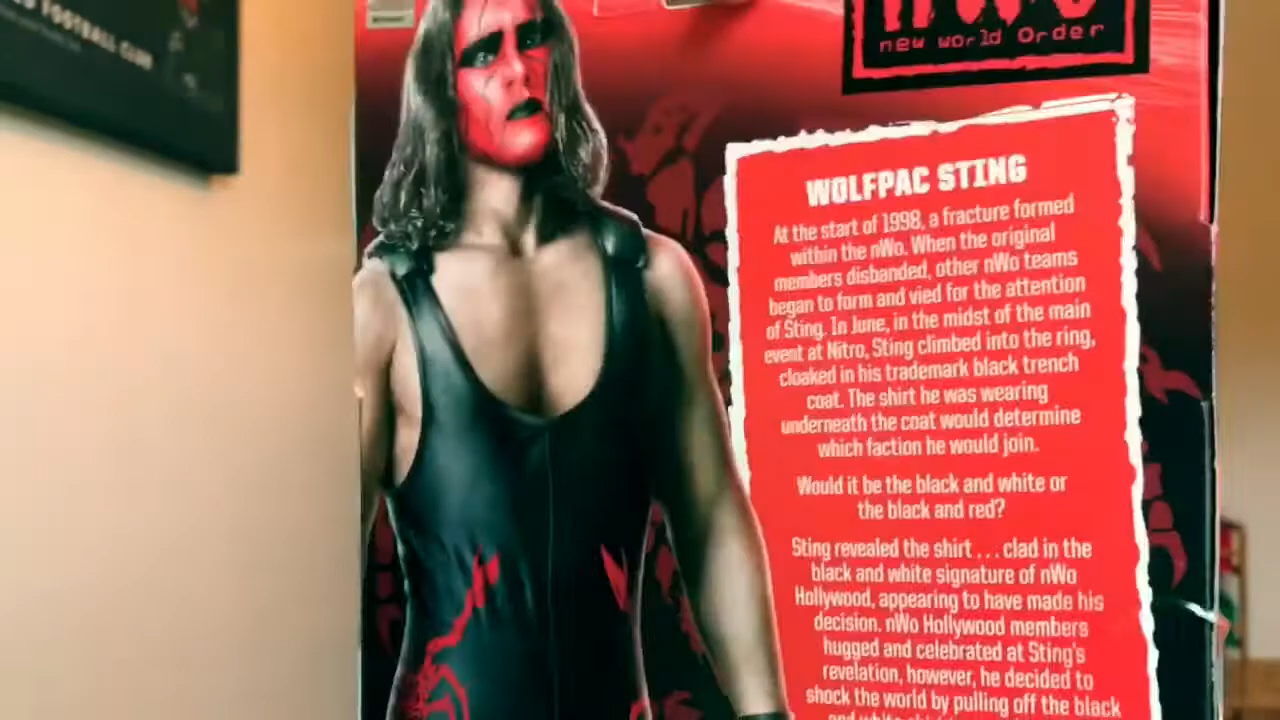 FOOTBALL CLUB
nWo
new world Order
WOLFPAC STING
At the start of 1998, a fracture formed
within the nWo. When the original
members disbanded, other nWo teams
began to form and vied for the attention
of Sting. In June, in the midst of the main
event at Nitro, Sting climbed into the ring,
cloaked in his trademark black trench
coat. The shirt he was wearing
underneath the coat would determine
which faction he would join.
Would it be the black and white or
the black and red?
Sting revealed the shirt . . . clad in the
black and white signature of nWo
Hollywood, appearing to have made his
decision. nWo Hollywood members
hugged and celebrated at Sting's
revelation, however, he decided to
shock the world by pulling off the black
and white